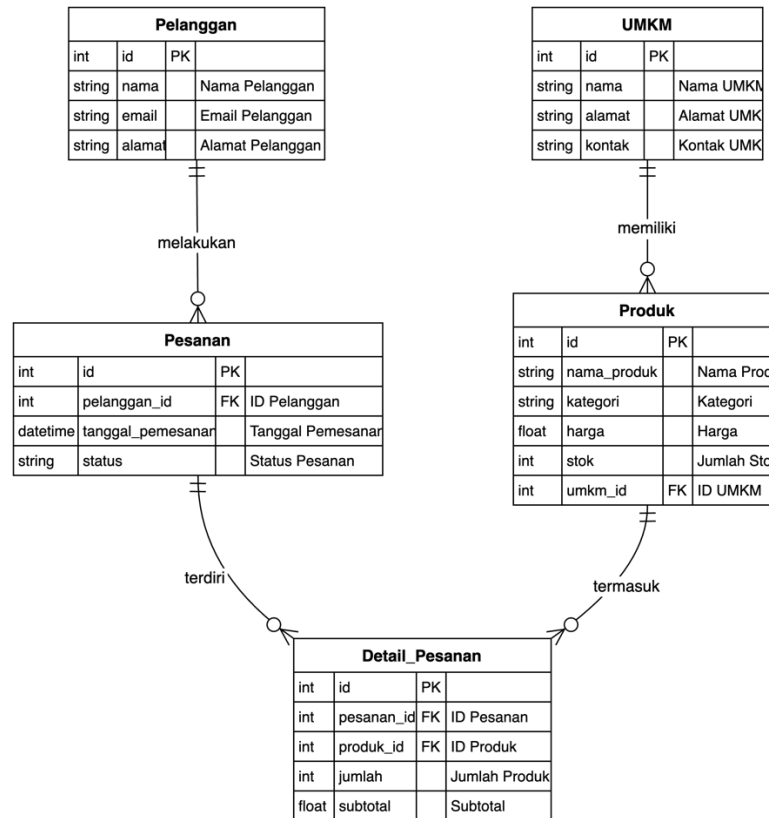 Pelanggan
int id PK
string nama Nama Pelanggan
string email Email Pelanggan
string alamat Alamat Pelanggan
UMKM
int id PK
string nama Nama UMKM
string alamat Alamat UMK
string kontak Kontak UMK
melakukan
memiliki
Pesanan
int id PK
int pelanggan_id FK ID Pelanggan
datetime tanggal_pemesanan Tanggal Pemesanan
string status Status Pesanan
Produk
int id PK
string nama_produk Nama Prod
string kategori Kategori
float harga Harga
int stok Jumlah Sto
int umkm_id FK ID UMKM
terdiri
termasuk
Detail_Pesanan
int id PK
int pesanan_id FK ID Pesanan
int produk_id FK ID Produk
int jumlah Jumlah Produk
float subtotal Subtotal